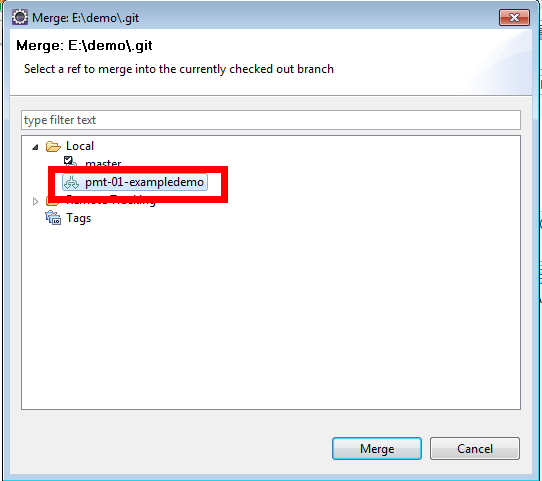 Merge: E:\demo\.git
Merge: E:\demo\.git
Select a ref to merge into the currently checked out branch
type filter text
Local
master
pmt-01-exampledemo
Remote Tracking
Tags
Merge
Cancel